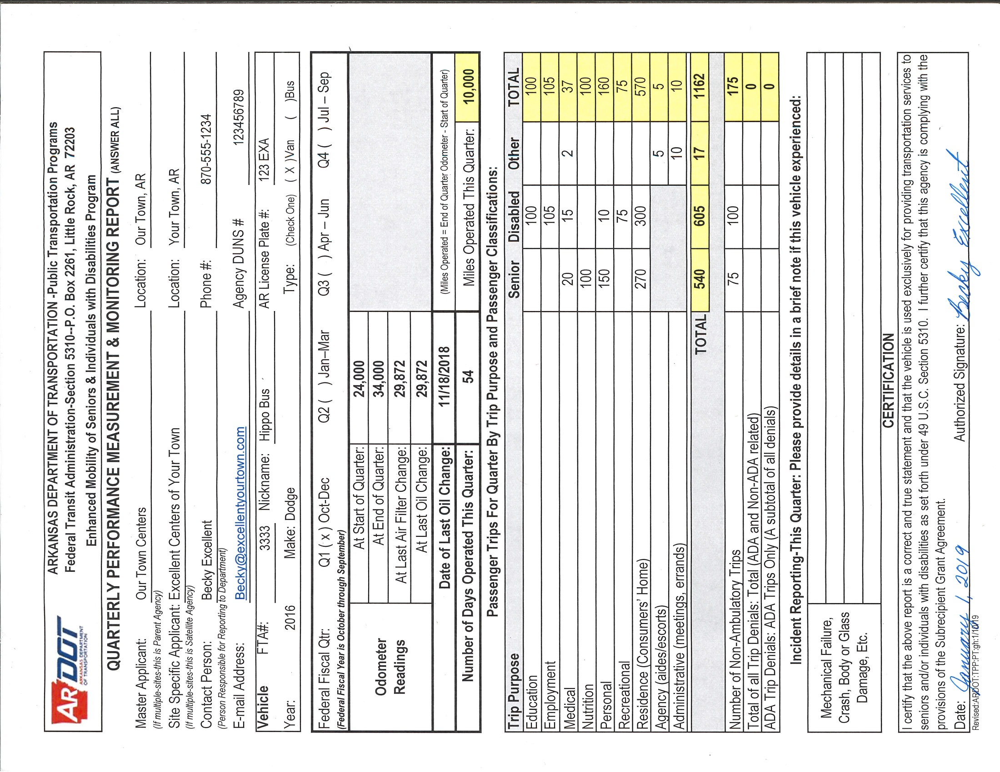 ARDOT
ARKANSAS DEPARTMENT
OF TRANSPORTATION
ARKANSAS DEPARTMENT OF TRANSPORTATION -Public Transportation Programs
Federal Transit Administration-Section 5310--P.O. Box 2261, Little Rock, AR 72203
Enhanced Mobility of Seniors & Individuals with Disabilities Program
QUARTERLY PERFORMANCE MEASUREMENT & MONITORING REPORT (ANSWER ALL)
Master Applicant: Our Town Centers Location: Our Town, AR
(If multiple-sites-this is Parent Agency)
Site Specific Applicant: Excellent Centers of Your Town Location: Your Town, AR
(If multiple-sites-this is Satellite Agency)
Contact Person: Becky Excellent Phone #: 870-555-1234
(Person Responsible for Reporting to Department)
E-mail Address: Becky@excellentyourtown.com Agency DUNS # 123456789
Vehicle FTA#: 3333 Nickname: Hippo Bus AR License Plate #: 123 EXA
Year: 2016 Make: Dodge Type: (Check One) ( X )Van ( )Bus
Federal Fiscal Qtr: Q1 ( x ) Oct-Dec Q2 ( ) Jan–Mar Q3 ( ) Apr – Jun Q4 ( ) Jul – Sep
(Federal Fiscal Year is October through September)
Odometer Readings
At Start of Quarter: 24,000
At End of Quarter: 34,000
At Last Air Filter Change: 29,872
At Last Oil Change: 29,872
Date of Last Oil Change: 11/18/2018 (Miles Operated = End of Quarter Odometer - Start of Quarter)
Number of Days Operated This Quarter: 54 Miles Operated This Quarter: 10,000
Passenger Trips For Quarter By Trip Purpose and Passenger Classifications:
Trip Purpose Senior Disabled Other TOTAL
Education 100 100
Employment 105 105
Medical 20 15 2 37
Nutrition 100 100
Personal 150 10 160
Recreational 75 75
Residence (Consumers' Home) 270 300 570
Agency (aides/escorts) 5 5
Administrative (meetings, errands) 10 10
TOTAL 540 605 17 1162
Number of Non-Ambulatory Trips 75 100 175
Total of all Trip Denials: Total (ADA and Non-ADA related) 0
ADA Trip Denials: ADA Trips Only (A subtotal of all denials) 0
Incident Reporting-This Quarter: Please provide details in a brief note if this vehicle experienced:
Mechanical Failure,
Crash, Body or Glass
Damage, Etc.
CERTIFICATION
I certify that the above report is a correct and true statement and that the vehicle is used exclusively for providing transportation services to
seniors and/or individuals with disabilities as set forth under 49 U.S.C. Section 5310. I further certify that this agency is complying with the
provisions of the Subrecipient Grant Agreement.
Date: January 1, 2019 Authorized Signature: Becky Excellent
Revised:ARDOT:TPP:PT:gh:1/10/19